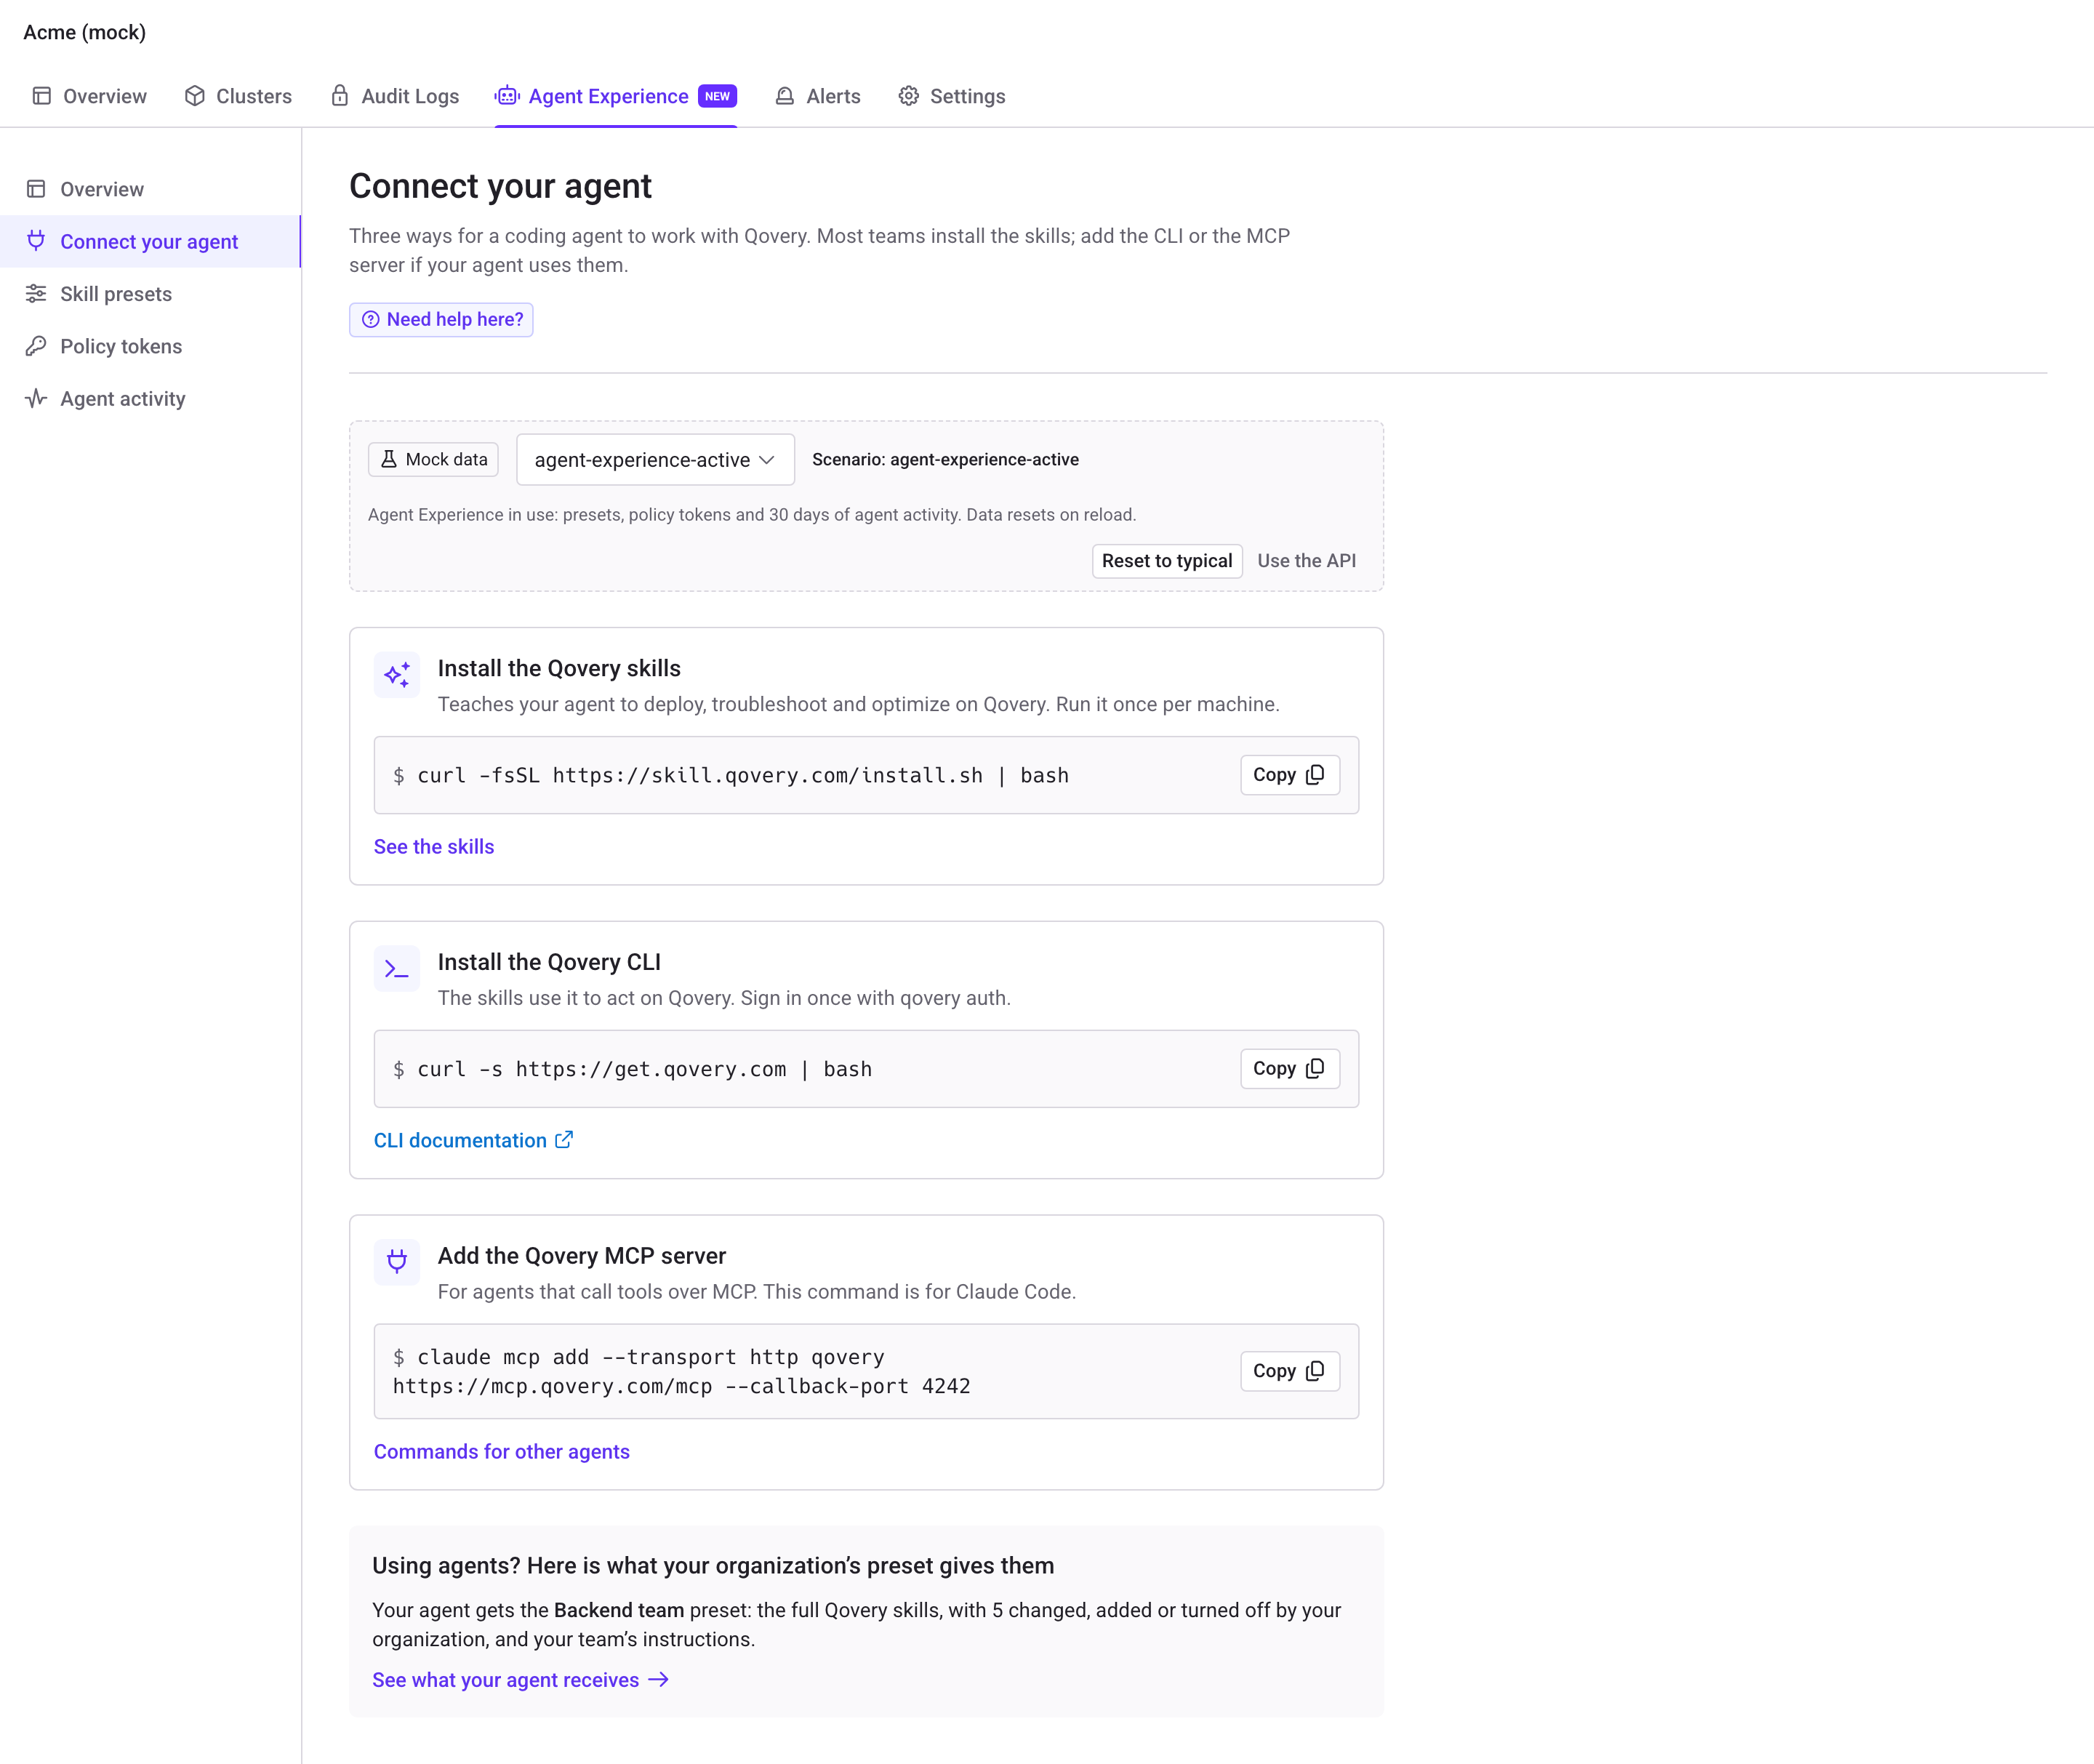 Acme (mock)
Overview
Clusters
Audit Logs
Agent Experience NEW
Alerts
Settings
Overview
Connect your agent
Skill presets
Policy tokens
Agent activity
Connect your agent
Three ways for a coding agent to work with Qovery. Most teams install the skills; add the CLI or the MCP
server if your agent uses them.
Need help here?
Mock data
agent-experience-active
Scenario: agent-experience-active
Agent Experience in use: presets, policy tokens and 30 days of agent activity. Data resets on reload.
Reset to typical
Use the API
Install the Qovery skills
Teaches your agent to deploy, troubleshoot and optimize on Qovery. Run it once per machine.
$ curl -fsSL https://skill.qovery.com/install.sh | bash
Copy
See the skills
Install the Qovery CLI
The skills use it to act on Qovery. Sign in once with qovery auth.
$ curl -s https://get.qovery.com | bash
Copy
CLI documentation
Add the Qovery MCP server
For agents that call tools over MCP. This command is for Claude Code.
$ claude mcp add --transport http qovery
https://mcp.qovery.com/mcp --callback-port 4242
Copy
Commands for other agents
Using agents? Here is what your organization’s preset gives them
Your agent gets the Backend team preset: the full Qovery skills, with 5 changed, added or turned off by your
organization, and your team’s instructions.
See what your agent receives